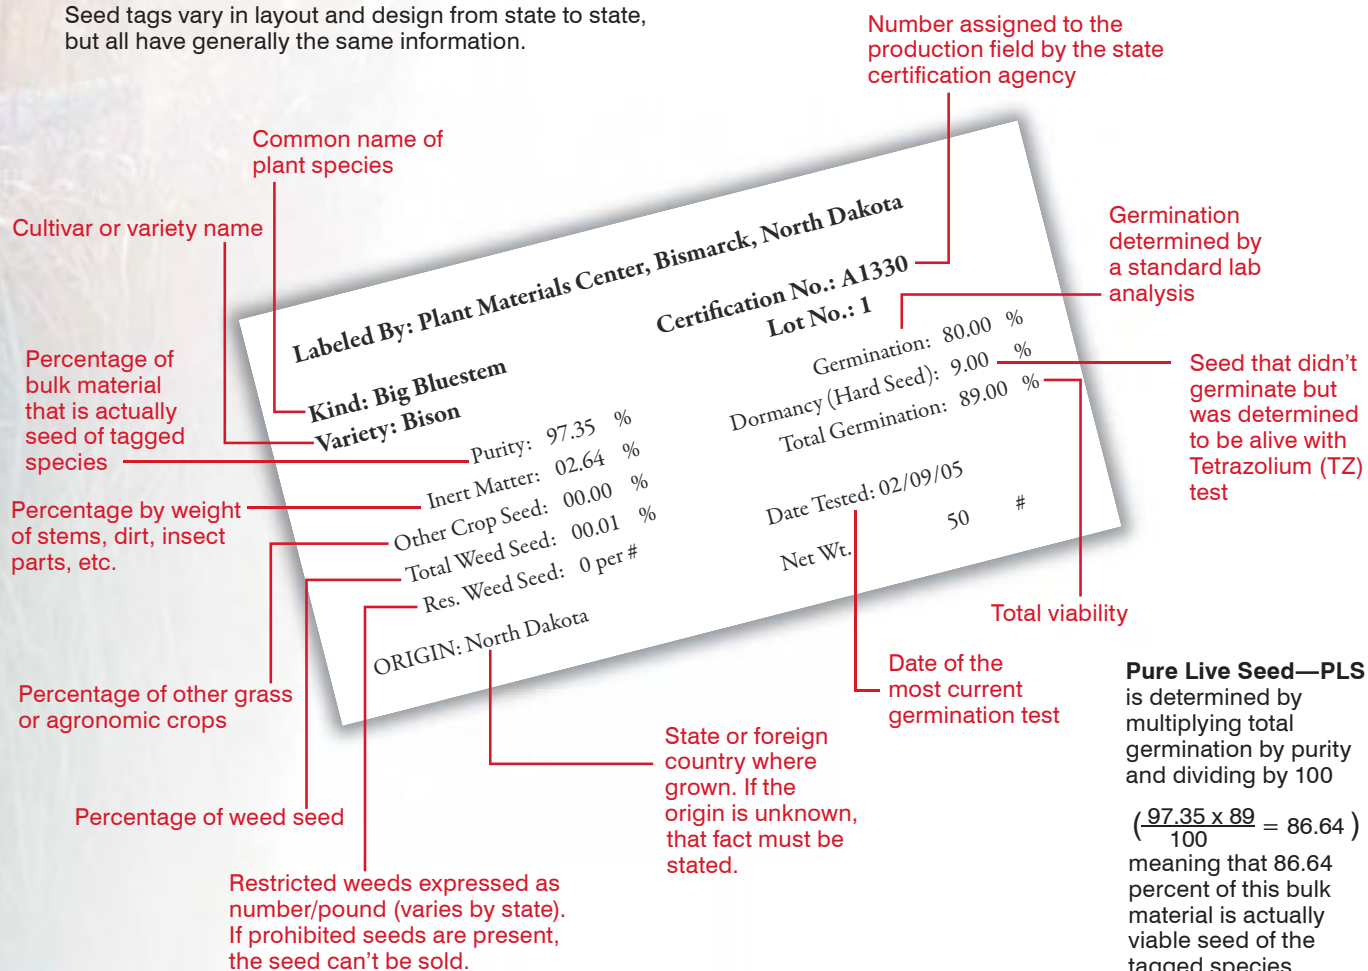 Seed tags vary in layout and design from state to state,
but all have generally the same information.
Number assigned to the
production field by the state
certification agency
Common name of
plant species
Cultivar or variety name
Germination
determined by
a standard lab
analysis
Percentage of
bulk material
that is actually
seed of tagged
species
Seed that didn't
germinate but
was determined
to be alive with
Tetrazolium (TZ)
test
Percentage by weight
of stems, dirt, insect
parts, etc.
Labeled By: Plant Materials Center, Bismarck, North Dakota
Certification No.: A1330
Lot No.: 1
Kind: Big Bluestem
Variety: Bison
Purity: 97.35 %
Inert Matter: 02.64 %
Other Crop Seed: 00.00 %
Total Weed Seed: 00.01 %
Res. Weed Seed: 0 per #
ORIGIN: North Dakota
Germination: 80.00 %
Dormancy (Hard Seed): 9.00 %
Total Germination: 89.00 %
Date Tested: 02/09/05
Net Wt. 50 #
Total viability
Percentage of other grass
or agronomic crops
Date of the
most current
germination test
State or foreign
country where
grown. If the
origin is unknown,
that fact must be
stated.
Percentage of weed seed
Restricted weeds expressed as
number/pound (varies by state).
If prohibited seeds are present,
the seed can't be sold.
Pure Live Seed—PLS
is determined by
multiplying total
germination by purity
and dividing by 100
(97.35 x 89
100
= 86.64)
meaning that 86.64
percent of this bulk
material is actually
viable seed of the
tagged species